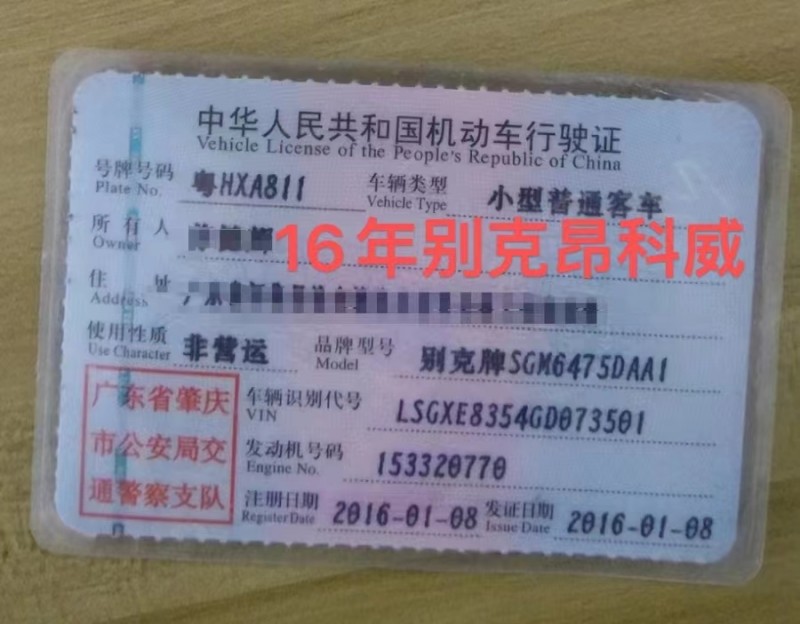 中华人民共和国机动车行驶证
Vehicle License of the People's Republic of China
号牌号码 粤HXA811 车辆类型 小型普通客车
Plate No. Vehicle Type
所有人
Owner
16年别克昂科威
住址 广东
Address
使用性质 非营运 品牌型号 别克牌SGM6475DAA1
Use Character Model
广东省肇庆
市公安局交
通警察支队
车辆识别代号 LSGXE8354GD073501
VIN
发动机号码 153320770
Engine No.
注册日期 2016-01-08 发证日期 2016-01-08
Register Date Issue Date